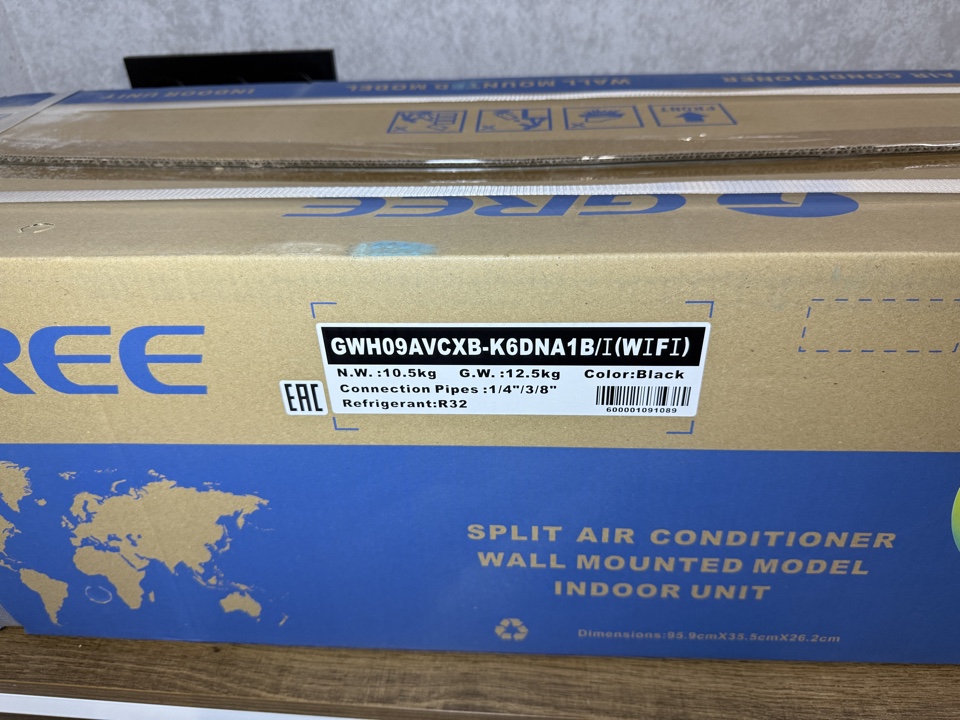 INDOOR UNIT
WALL MOUNTED MODEL
AIR CONDITIONER
FRONT
GREE
REE
GWH09AVCXB-K6DNA1B/I(WIFI)
N.W.:10.5kg G.W.:12.5kg Color:Black
Connection Pipes:1/4"/3/8"
Refrigerant:R32
600001091089
EAC
SPLIT AIR CONDITIONER
WALL MOUNTED MODEL
INDOOR UNIT
Dimensions:95.9cmX35.5cmX26.2cm